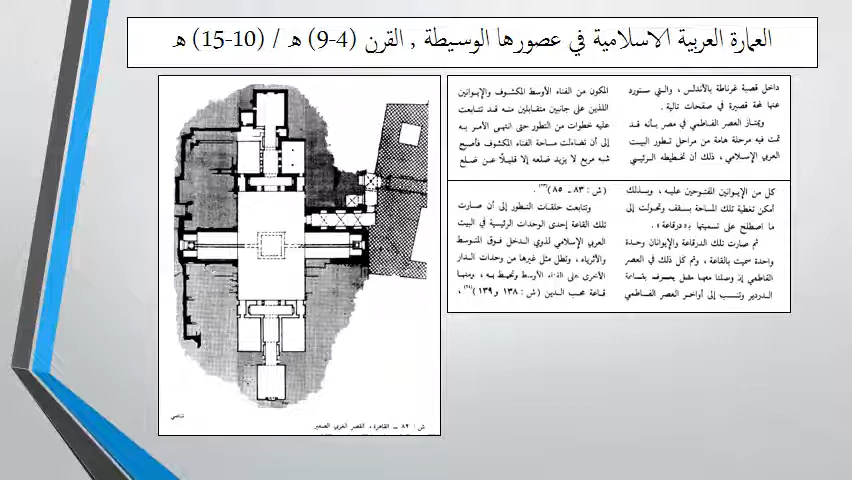 العمارة العربية الاسلامية في عصورها الوسيطة , القرن (4-9) هـ / (10-15) هـ
داخل قصبة غرناطة بالأندلس ، والتي سنورد
عنها لمحة قصيرة في صفحات تالية .
ويمتاز العصر الفاطمي في مصر بأنه قد
تمت فيه مرحلة هامة من مراحل تطور البيت
العربي الإسلامي ، ذلك أن تخطيطه الرئيسي
المكون من الفناء الأوسط المكشوف والإيوانين
اللذين على جانبين متقابلين منه قد تتابعت
عليه خطوات من التطور حتى انتهى الأمر به
إلى أن تضاءلت مساحة الفناء المكشوف فأصبح
شبه مربع لا يزيد ضلعه إلا قليلًا عن ضلع
كل من الإيوانين المفتوحين عليه ، وبذلك
أمكن تغطية تلك المساحة بسقف وتحولت إلى
ما اصطلح على تسميتها بـ«درقاعة» .
ثم صارت تلك الدرقاعة والإيوانان وحدة
واحدة سميت بالقاعة ، وتم كل ذلك في العصر
الفاطمي إذ وصلنا منها مثل يعرف بقاعة
الدردير وتنسب إلى أواخر العصر الفاطمي
(ش : ٨٣ - ٨٥) .
وتتابعت حلقات التطور إلى أن صارت
تلك القاعة إحدى الوحدات الرئيسية في البيت
العربي الإسلامي لذوي الدخل فوق المتوسط
والأثرياء ، وتطل مثل غيرها من وحدات الدار
الأخرى على الفناء الأوسط وتحيط به ، ومنها
قاعة محب الدين (ش : ١٣٨ و ١٣٩) ،
شافعي
ش : ٨٢ - القاهرة ، القصر الغربي الصغير